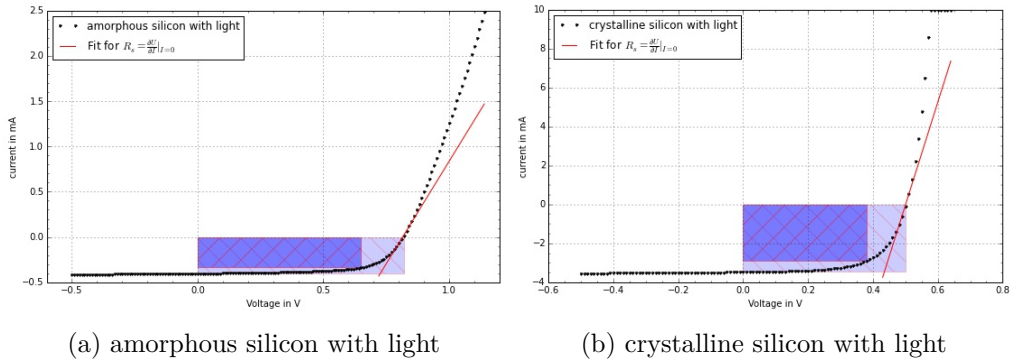 amorphous silicon with light
Fit for R_s = ∂U/∂I|_{I=0}
2.5
2.0
1.5
1.0
0.5
0.0
−0.5
current in mA
−0.5 0.0 0.5 1.0
Voltage in V
(a) amorphous silicon with light
crystalline silicon with light
Fit for R_s = ∂U/∂I|_{I=0}
10
8
6
4
2
0
−2
−4
current in mA
−0.6 −0.4 −0.2 0.0 0.2 0.4 0.6 0.8
Voltage in V
(b) crystalline silicon with light